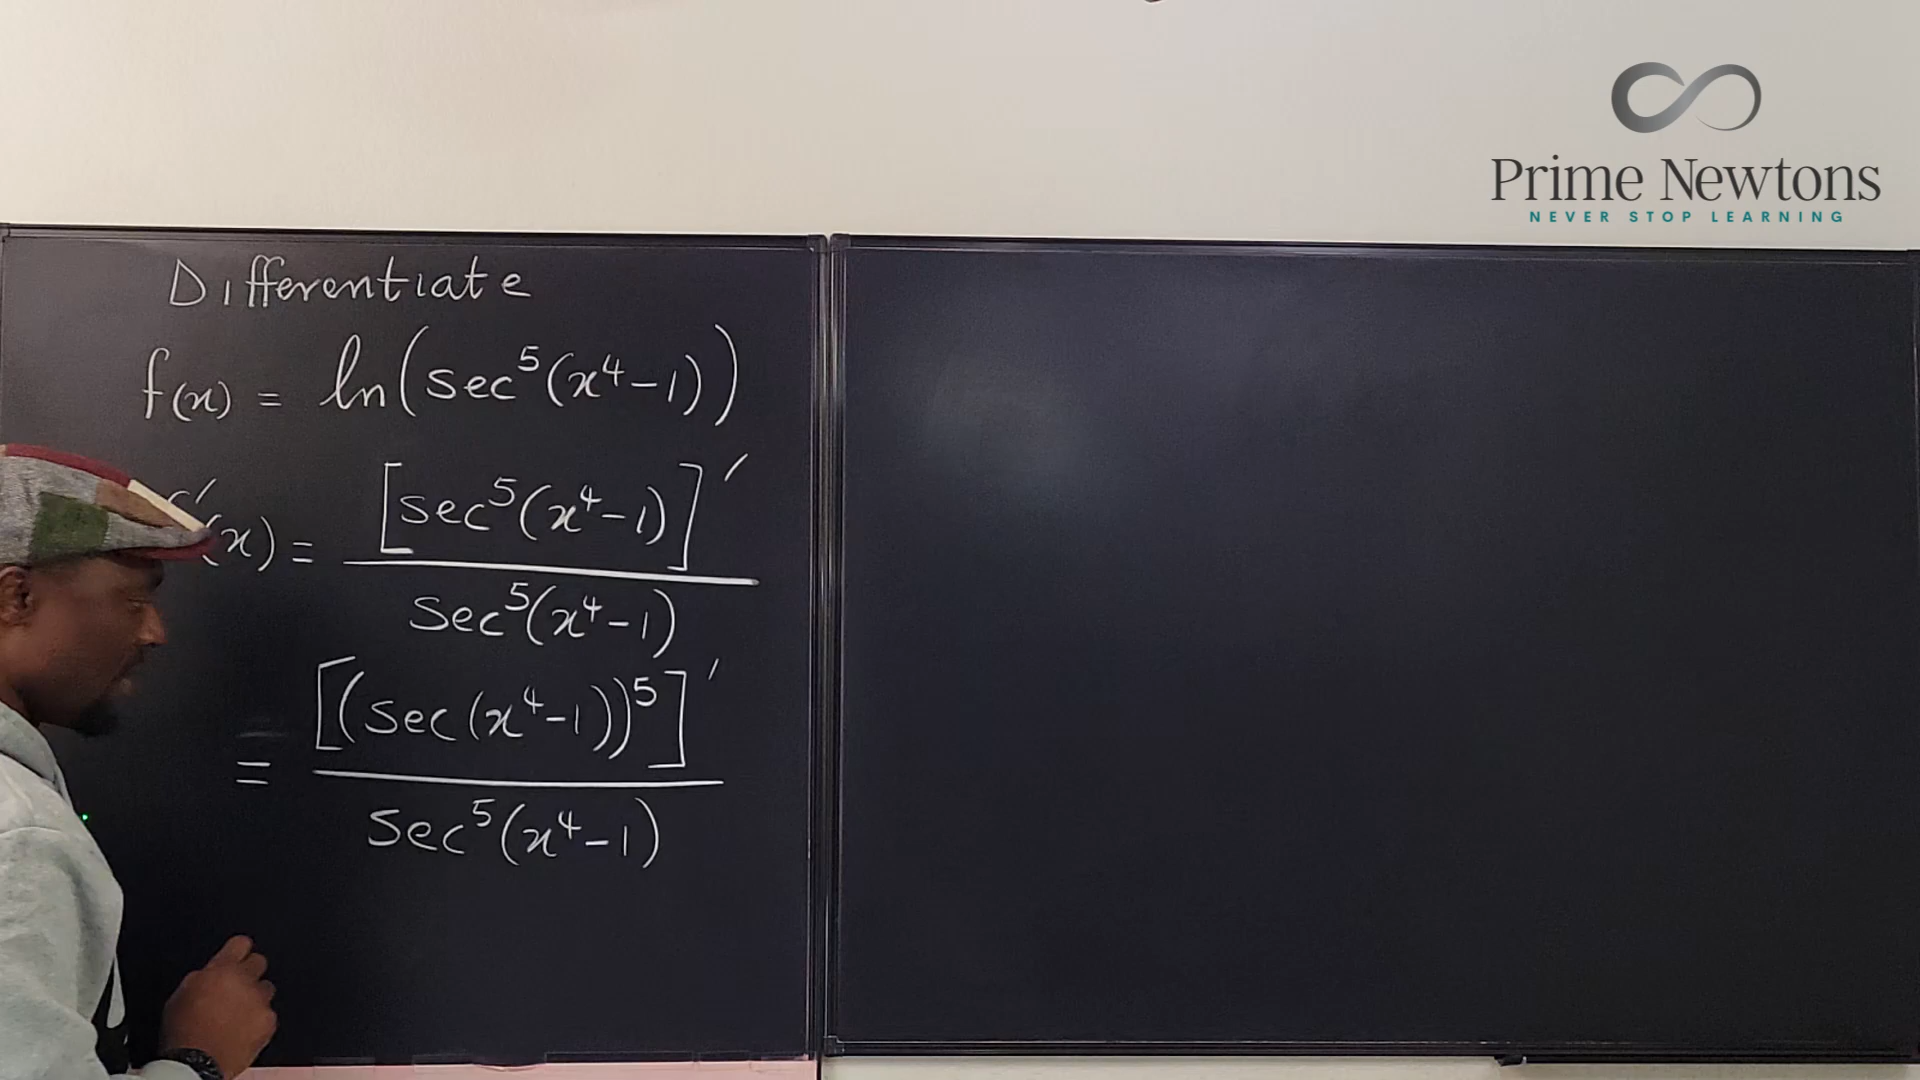 Prime Newtons
NEVER STOP LEARNING
Differentiate
f(x) = ln(sec⁵(x⁴-1))
′(x) = [sec⁵(x⁴-1)]′
sec⁵(x⁴-1)
= [(sec(x⁴-1))⁵]′
sec⁵(x⁴-1)